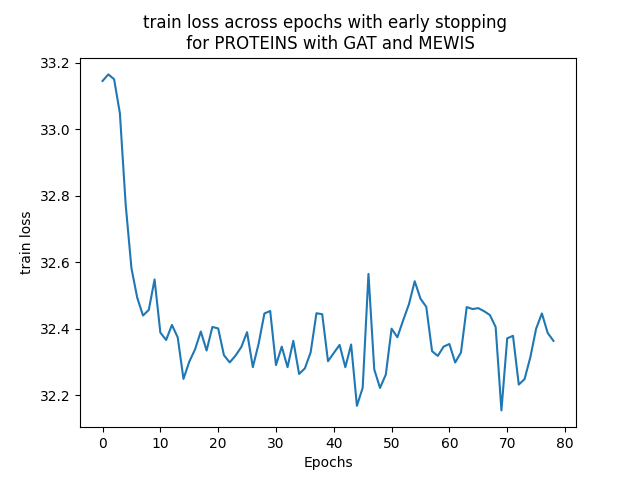 train loss across epochs with early stopping
for PROTEINS with GAT and MEWIS
33.2
33.0
32.8
32.6
32.4
32.2
train loss
0 10 20 30 40 50 60 70 80
Epochs